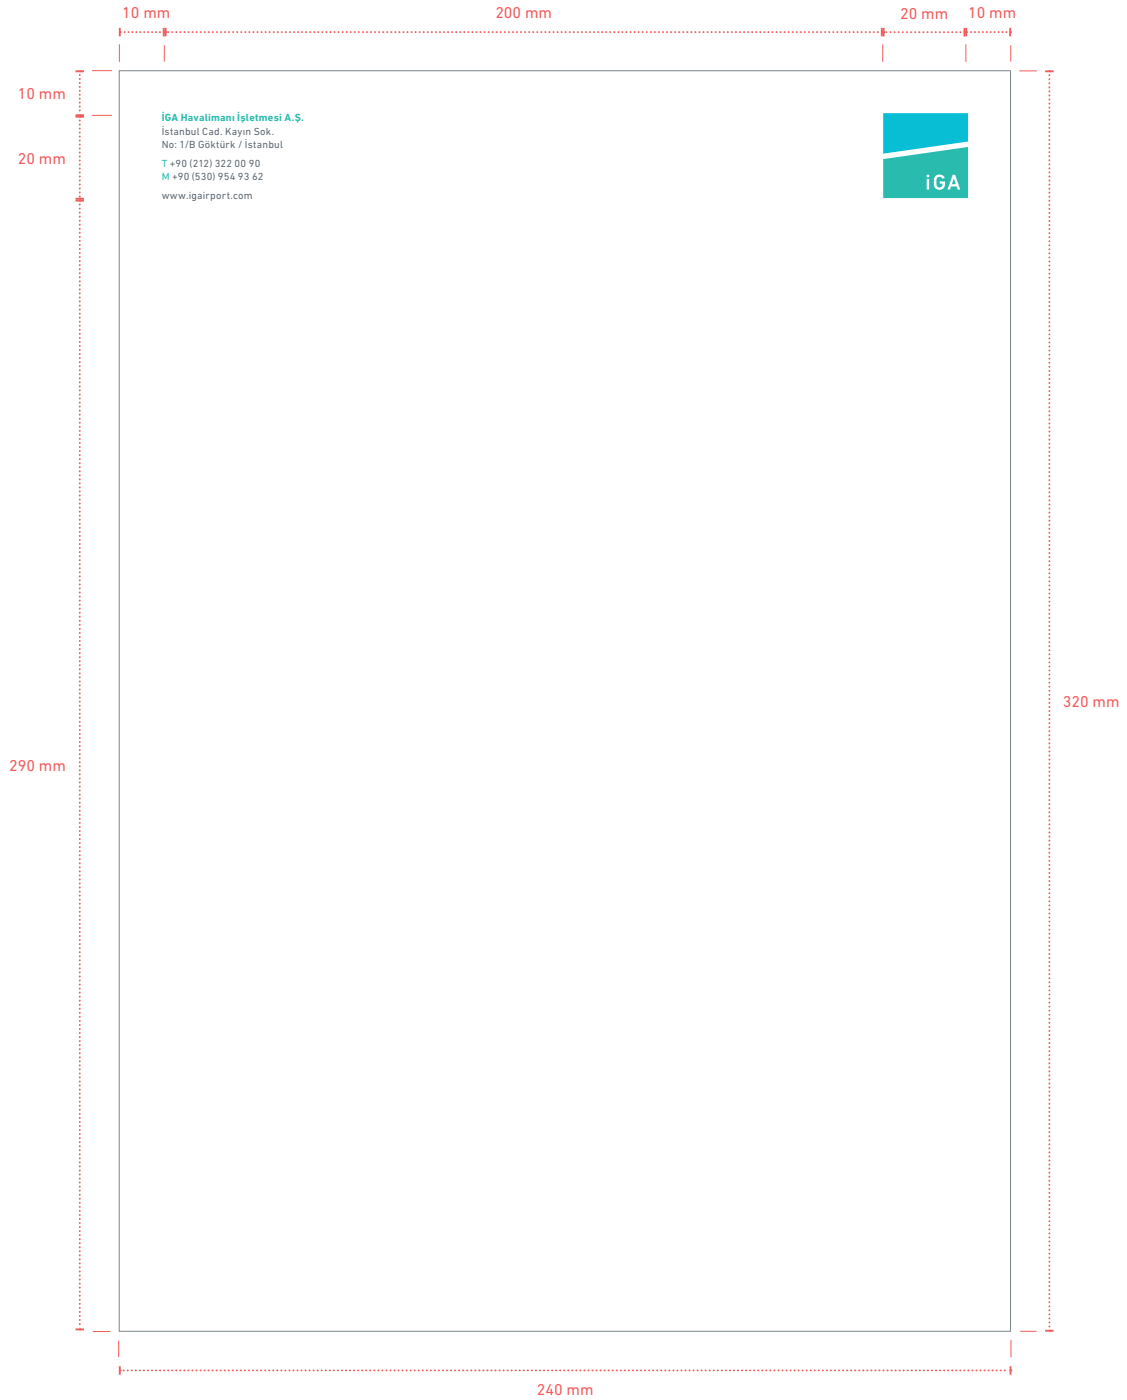 10 mm
200 mm
20 mm
10 mm
10 mm
20 mm
İGA Havalimanı İşletmesi A.Ş.
İstanbul Cad. Kayın Sok.
No: 1/B Göktürk / İstanbul
T +90 (212) 322 00 90
M +90 (530) 954 93 62
www.igairport.com
iGA
320 mm
290 mm
240 mm